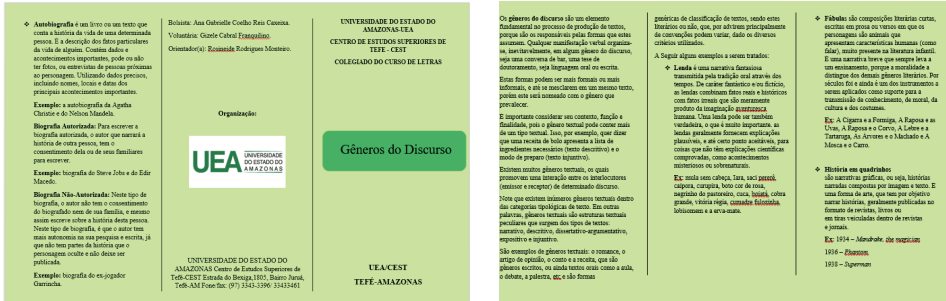 ❖ Autobiografia é um livro ou um texto que
conta a história da vida de uma determinada
pessoa. É a descrição dos fatos particulares
da vida de alguém. Contém datas de
acontecimentos importantes, pode ou não
ter fotos, ou entrevistas de pessoas próximas
ao personagem. Utilizando dados precisos,
incluindo nomes, locais e datas dos
principais acontecimentos importantes.
Exemplo: a autobiografia da Agatha
Christie e do Nelson Mandela.
Biografia Autorizada: Para escrever a
biografia autorizada, o autor que narrará a
história de outra pessoa, tem o
consentimento dela ou de seus familiares
para escrever.
Exemplo: biografia do Steve Jobs e do Edir
Macedo.
Biografia Não-Autorizada: Neste tipo de
biografia, o autor não tem o consentimento
do biografado nem de sua família, e mesmo
assim escreve sobre a história desta pessoa.
Neste tipo de biografia, é que o autor tem
mais autonomia na sua pesquisa e escrita, já
que não tem partes da história que o
personagem oculte e não deixe ser
publicada.
Exemplo: biografia do ex-jogador
Garrincha.
Bolsista: Ana Gabrielle Coelho Reis Caxeixa.
Voluntária: Gizele Cabral Franquilino.
Orientador(a): Rosineide Rodrigues Monteiro.
Organização:
UEA UNIVERSIDADE
DO ESTADO DO
AMAZONAS
UNIVERSIDADE DO ESTADO DO
AMAZONAS Centro de Estudos Superiores de
Tefé-CEST Estrada do Bexiga,1805, Bairro Juruá,
Tefé-AM Fone/fax: (97) 3343-3396: 33433461
UNIVERSIDADE DO ESTADO DO
AMAZONAS-UEA
CENTRO DE ESTUDOS SUPERIORES DE
TEFÉ - CEST
COLEGIADO DO CURSO DE LETRAS
Gêneros do Discurso
UEA/CEST
TEFÉ-AMAZONAS
Os gêneros do discurso são um elemento
fundamental no processo de produção de textos,
porque são os responsáveis pelas formas que estes
assumem. Qualquer manifestação verbal organiza-
se, inevitavelmente, em algum gênero do discurso,
seja uma conversa de bar, uma tese de
doutoramento, seja linguagem oral ou escrita.
Estas formas podem ser mais formais ou mais
informais, e até se mesclarem em um mesmo texto,
porém este será nomeado com o gênero que
prevalecer.
É importante considerar seu contexto, função e
finalidade, pois o gênero textual pode conter mais
de um tipo textual. Isso, por exemplo, quer dizer
que uma receita de bolo apresenta a lista de
ingredientes necessários (texto descritivo) e o
modo de preparo (texto injuntivo).
Existem muitos gêneros textuais, os quais
promovem uma interação entre os interlocutores
(emissor e receptor) de determinado discurso.
Note que existem inúmeros gêneros textuais dentro
das categorias tipológicas de texto. Em outras
palavras, gêneros textuais são estruturas textuais
peculiares que surgem dos tipos de textos:
narrativo, descritivo, dissertativo-argumentativo,
expositivo e injuntivo.
São exemplos de gêneros textuais: o romance, o
artigo de opinião, o conto e a receita, que são
gêneros escritos, ou ainda textos orais como a aula,
o debate, a palestra, etc e são formas
genéricas de classificação de textos, sendo estes
literários ou não, que, por advirem principalmente
de convenções podem variar, dado os diversos
critérios utilizados.
A Seguir alguns exemplos a serem tratados:
❖ Lenda é uma narrativa fantasiosa
transmitida pela tradição oral através dos
tempos. De caráter fantástico e/ou fictício,
as lendas combinam fatos reais e históricos
com fatos irreais que são meramente
produto da imaginação aventuresca
humana. Uma lenda pode ser também
verdadeira, o que é muito importante. as
lendas geralmente fornecem explicações
plausíveis, e até certo ponto aceitáveis, para
coisas que não têm explicações científicas
comprovadas, como acontecimentos
misteriosos ou sobrenaturais.
Ex: mula sem cabeça, Iara, saci pererê,
caipora, curupira, boto cor de rosa,
negrinho do pastoreio, cuca, boiatá, cobra
grande, vitória régia, cumadre fulozinha,
lobisomem e a erva-mate.
❖ Fábula: são composições literárias curtas,
escritas em prosa ou versos em que os
personagens são animais que
apresentam características humanas (como
falar), muito presente na literatura infantil.
É uma narrativa breve que sempre leva a
um ensinamento, porque a moralidade a
distingue dos demais gêneros literários. Por
séculos foi e ainda é um dos instrumentos a
serem aplicados como suporte para a
transmissão de conhecimento, de moral, da
cultura e dos costumes.
Ex: A Cigarra e a Formiga, A Raposa e as
Uvas, A Raposa e o Corvo, A Lebre e a
Tartaruga, As Árvores e o Machado e A
Mosca e o Carro.
❖ História em quadrinhos:
são narrativas gráficas, ou seja, histórias
narradas compostas por imagem e texto. É
uma forma de arte, que tem por objetivo
narrar histórias, geralmente publicadas no
formato de revistas, livros ou
em tiras veiculadas dentro de revistas
e jornais.
Ex: 1934 – Mandrake, the magician
1936 – Phantom
1938 – Superman